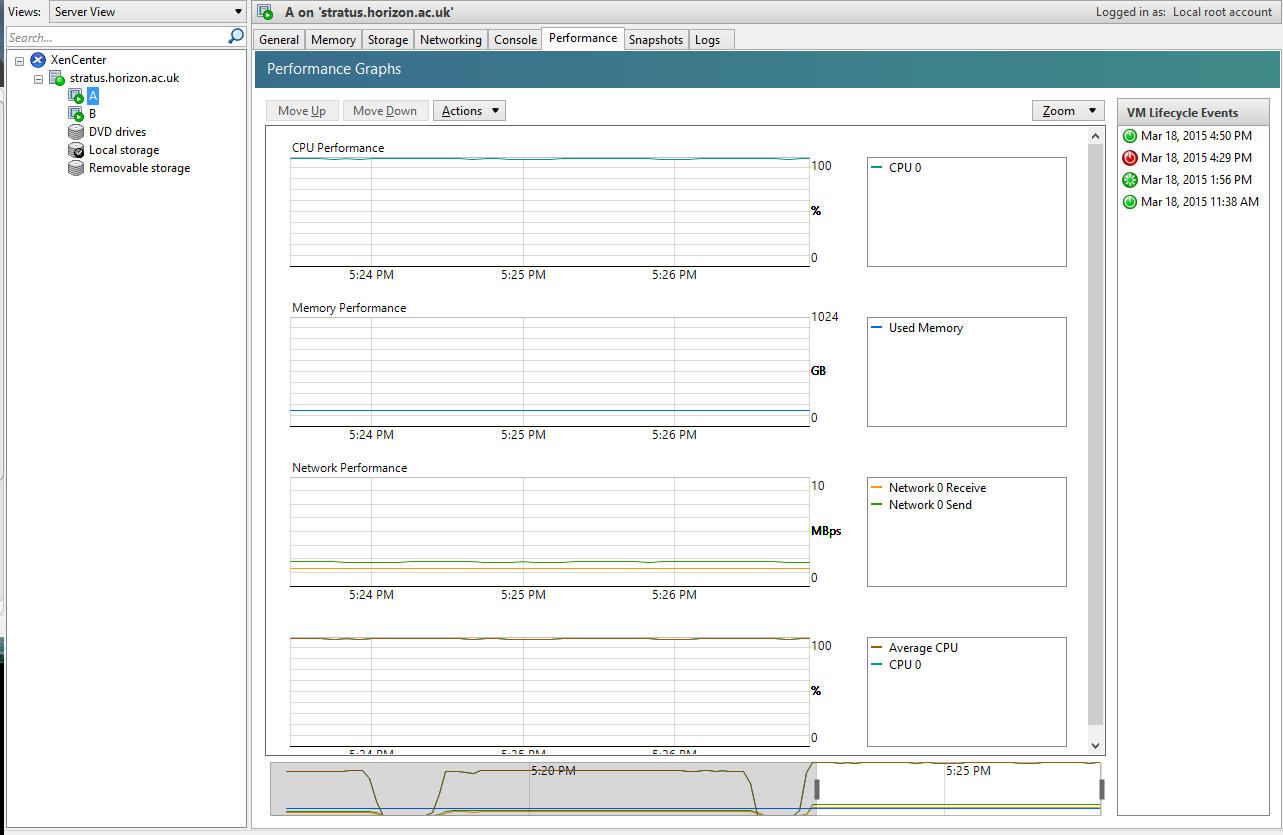 Views: Server View
A on 'stratus.horizon.ac.uk'
Logged in as: Local root account
Search...
General Memory Storage Networking Console Performance Snapshots Logs
XenCenter
stratus.horizon.ac.uk
A
B
DVD drives
Local storage
Removable storage
Performance Graphs
Move Up Move Down Actions Zoom
CPU Performance
100
%
0
5:24 PM 5:25 PM 5:26 PM
CPU 0
Memory Performance
1024
GB
0
5:24 PM 5:25 PM 5:26 PM
Used Memory
Network Performance
10
MBps
0
5:24 PM 5:25 PM 5:26 PM
Network 0 Receive
Network 0 Send
100
%
0
5:24 PM 5:25 PM 5:26 PM
Average CPU
CPU 0
5:20 PM 5:25 PM
VM Lifecycle Events
Mar 18, 2015 4:50 PM
Mar 18, 2015 4:29 PM
Mar 18, 2015 1:56 PM
Mar 18, 2015 11:38 AM